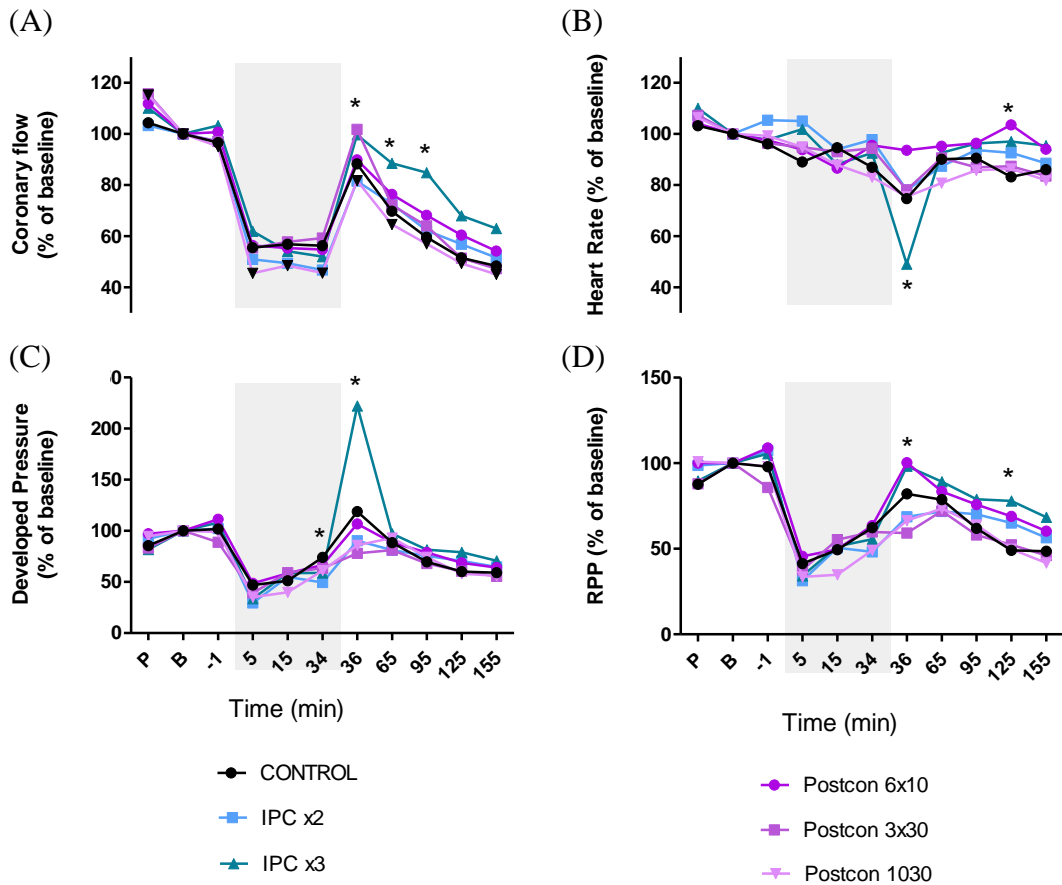 (A)
Coronary flow
(% of baseline)
120
100
80
60
40
*
*
*
(B)
Heart Rate (% of baseline)
120
100
80
60
40
*
*
(C)
Developed Pressure
(% of baseline)
0
200
150
100
50
0
*
*
P
B
-1
5
15
34
36
65
95
125
155
Time (min)
(D)
RPP (% of baseline)
150
100
50
0
*
*
P
B
-1
5
15
34
36
65
95
125
155
Time (min)
CONTROL
IPC x2
IPC x3
Postcon 6x10
Postcon 3x30
Postcon 1030